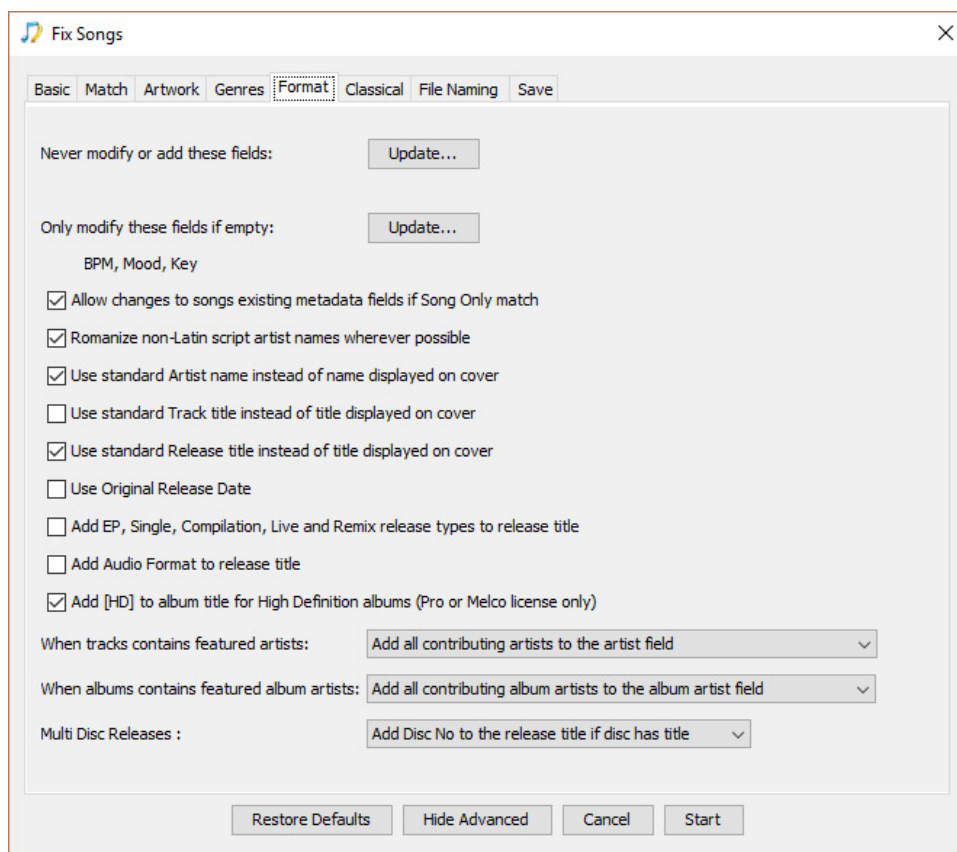 Fix Songs
Basic Match Artwork Genres Format Classical File Naming Save
Never modify or add these fields: Update...
Only modify these fields if empty: Update...
BPM, Mood, Key
Allow changes to songs existing metadata fields if Song Only match
Romanize non-Latin script artist names wherever possible
Use standard Artist name instead of name displayed on cover
Use standard Track title instead of title displayed on cover
Use standard Release title instead of title displayed on cover
Use Original Release Date
Add EP, Single, Compilation, Live and Remix release types to release title
Add Audio Format to release title
Add [HD] to album title for High Definition albums (Pro or Melco license only)
When tracks contains featured artists: Add all contributing artists to the artist field
When albums contains featured album artists: Add all contributing album artists to the album artist field
Multi Disc Releases : Add Disc No to the release title if disc has title
Restore Defaults Hide Advanced Cancel Start